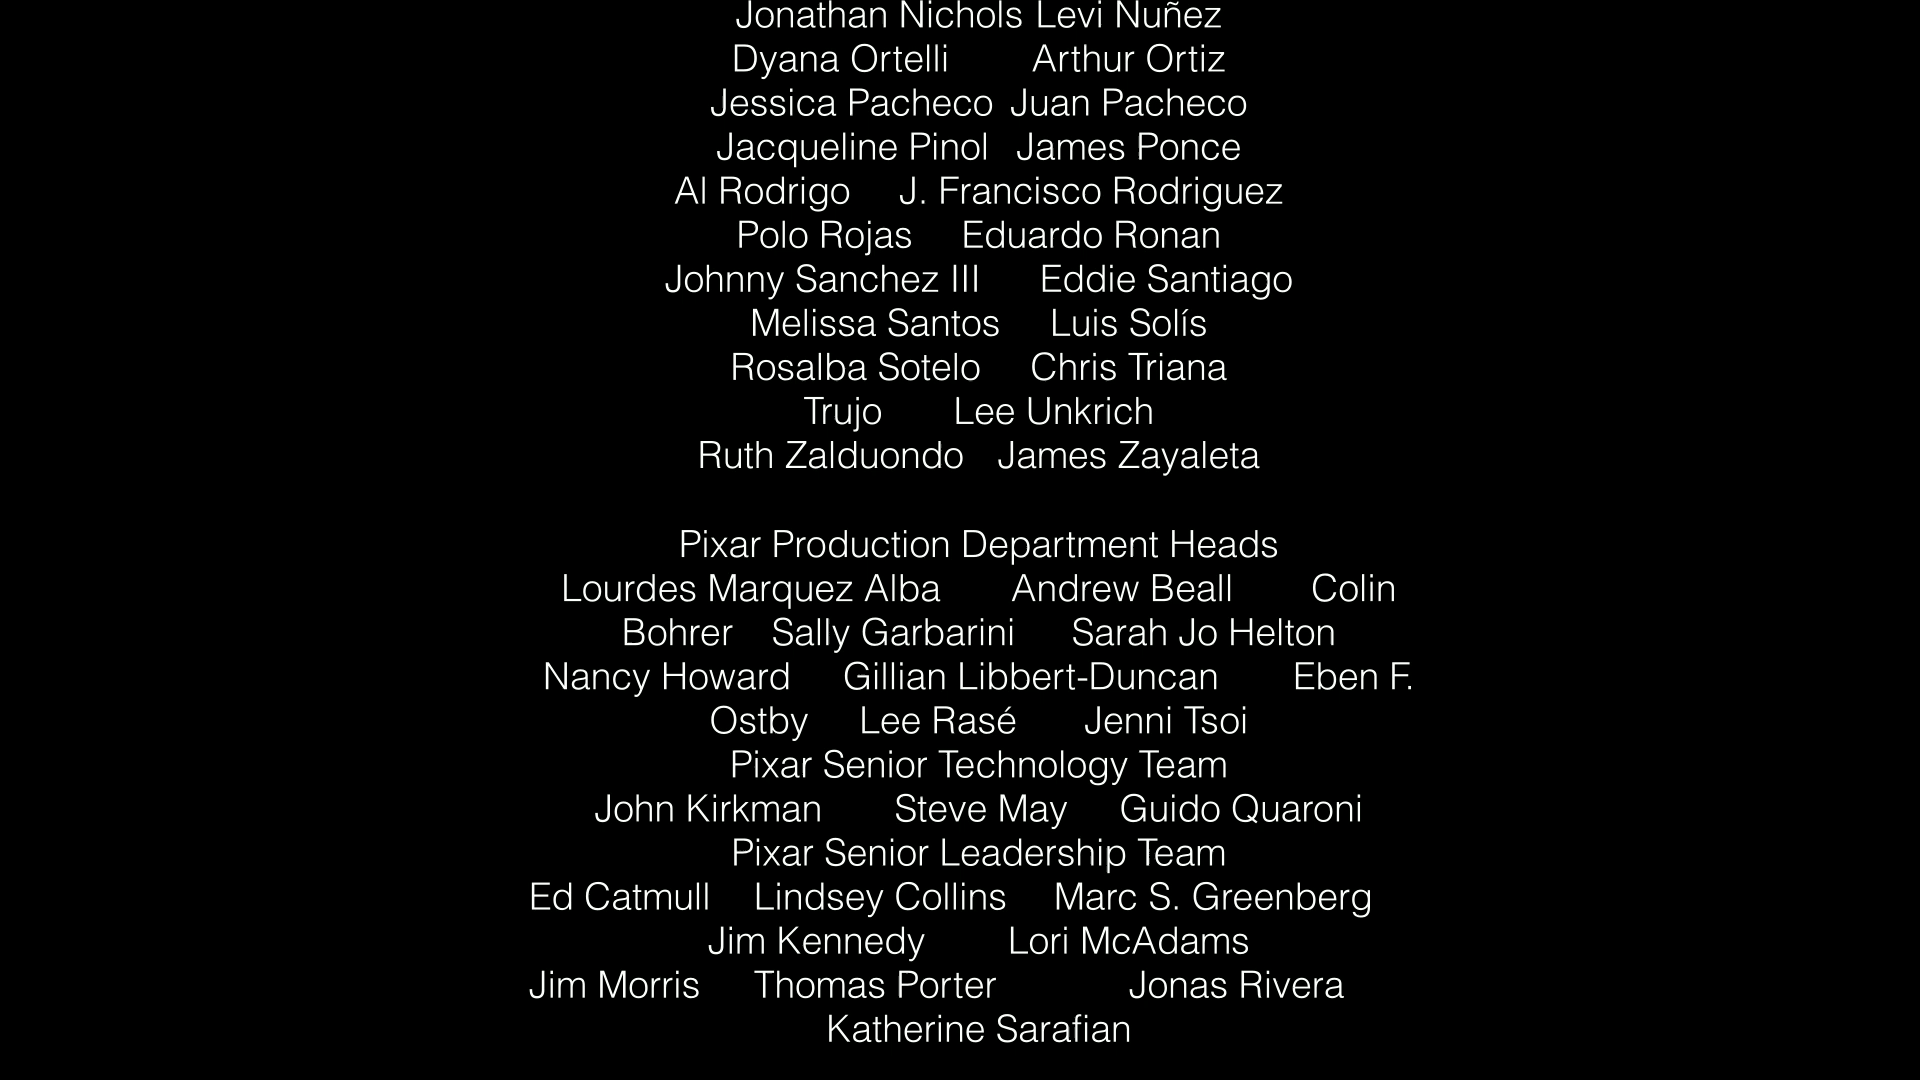 Jonathan Nichols Levi Nuñez
Dyana Ortelli Arthur Ortiz
Jessica Pacheco Juan Pacheco
Jacqueline Pinol James Ponce
Al Rodrigo J. Francisco Rodriguez
Polo Rojas Eduardo Ronan
Johnny Sanchez III Eddie Santiago
Melissa Santos Luis Solís
Rosalba Sotelo Chris Triana
Trujo Lee Unkrich
Ruth Zalduondo James Zayaleta
Pixar Production Department Heads
Lourdes Marquez Alba Andrew Beall Colin
Bohrer Sally Garbarini Sarah Jo Helton
Nancy Howard Gillian Libbert-Duncan Eben F.
Ostby Lee Rasé Jenni Tsoi
Pixar Senior Technology Team
John Kirkman Steve May Guido Quaroni
Pixar Senior Leadership Team
Ed Catmull Lindsey Collins Marc S. Greenberg
Jim Kennedy Lori McAdams
Jim Morris Thomas Porter Jonas Rivera
Katherine Sarafian